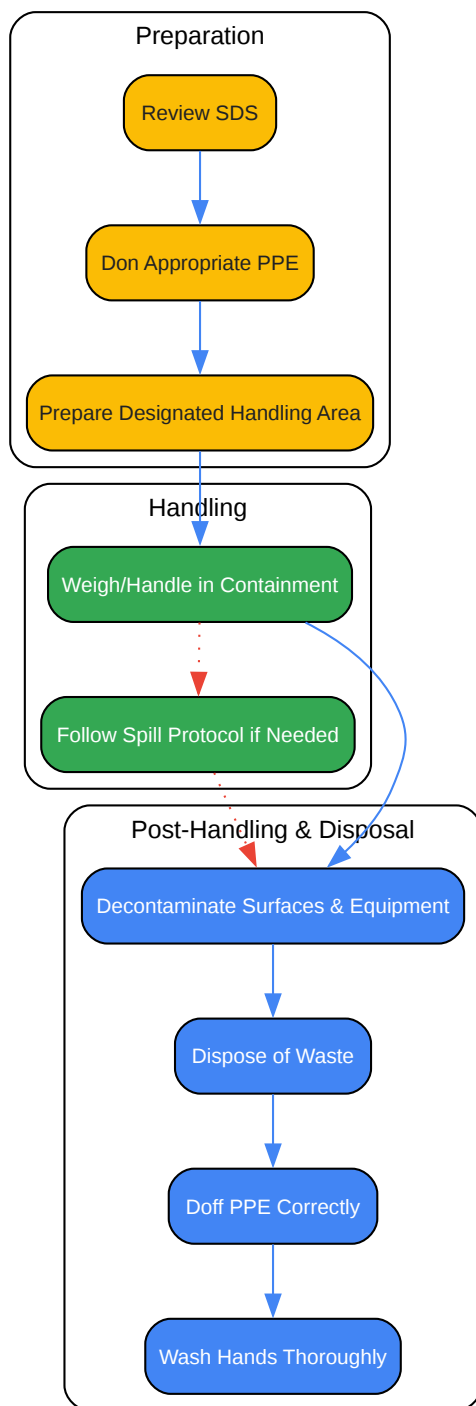 Preparation
Review SDS
Don Appropriate PPE
Prepare Designated Handling Area
Handling
Weigh/Handle in Containment
Follow Spill Protocol if Needed
Post-Handling & Disposal
Decontaminate Surfaces & Equipment
Dispose of Waste
Doff PPE Correctly
Wash Hands Thoroughly